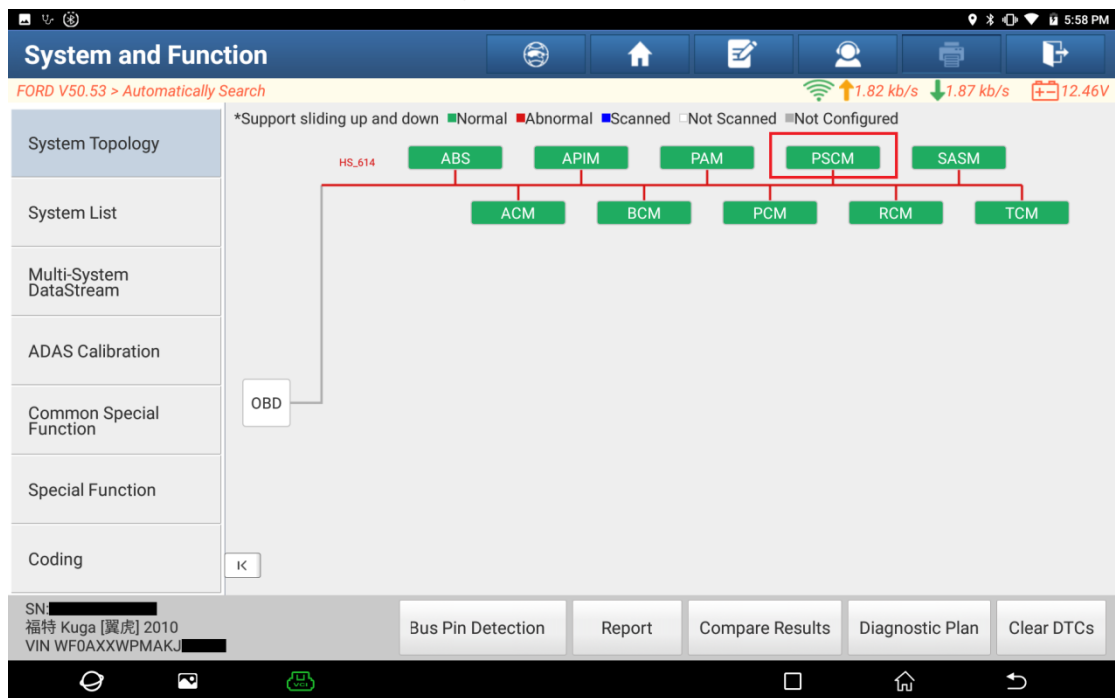 5:58 PM
System and Function
FORD V50.53 > Automatically Search
1.82 kb/s 1.87 kb/s 12.46V
System Topology
System List
Multi-System
DataStream
ADAS Calibration
Common Special
Function
Special Function
Coding
*Support sliding up and down Normal Abnormal Scanned Not Scanned Not Configured
HS_614 ABS APIM PAM PSCM SASM
ACM BCM PCM RCM TCM
OBD
SN:
福特 Kuga [翼虎] 2010
VIN WF0AXXWPMAKJ
Bus Pin Detection Report Compare Results Diagnostic Plan Clear DTCs
VCI